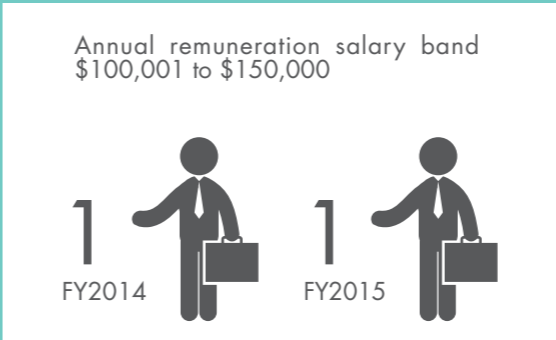 Annual remuneration salary band
$100,001 to $150,000
1
FY2014
1
FY2015